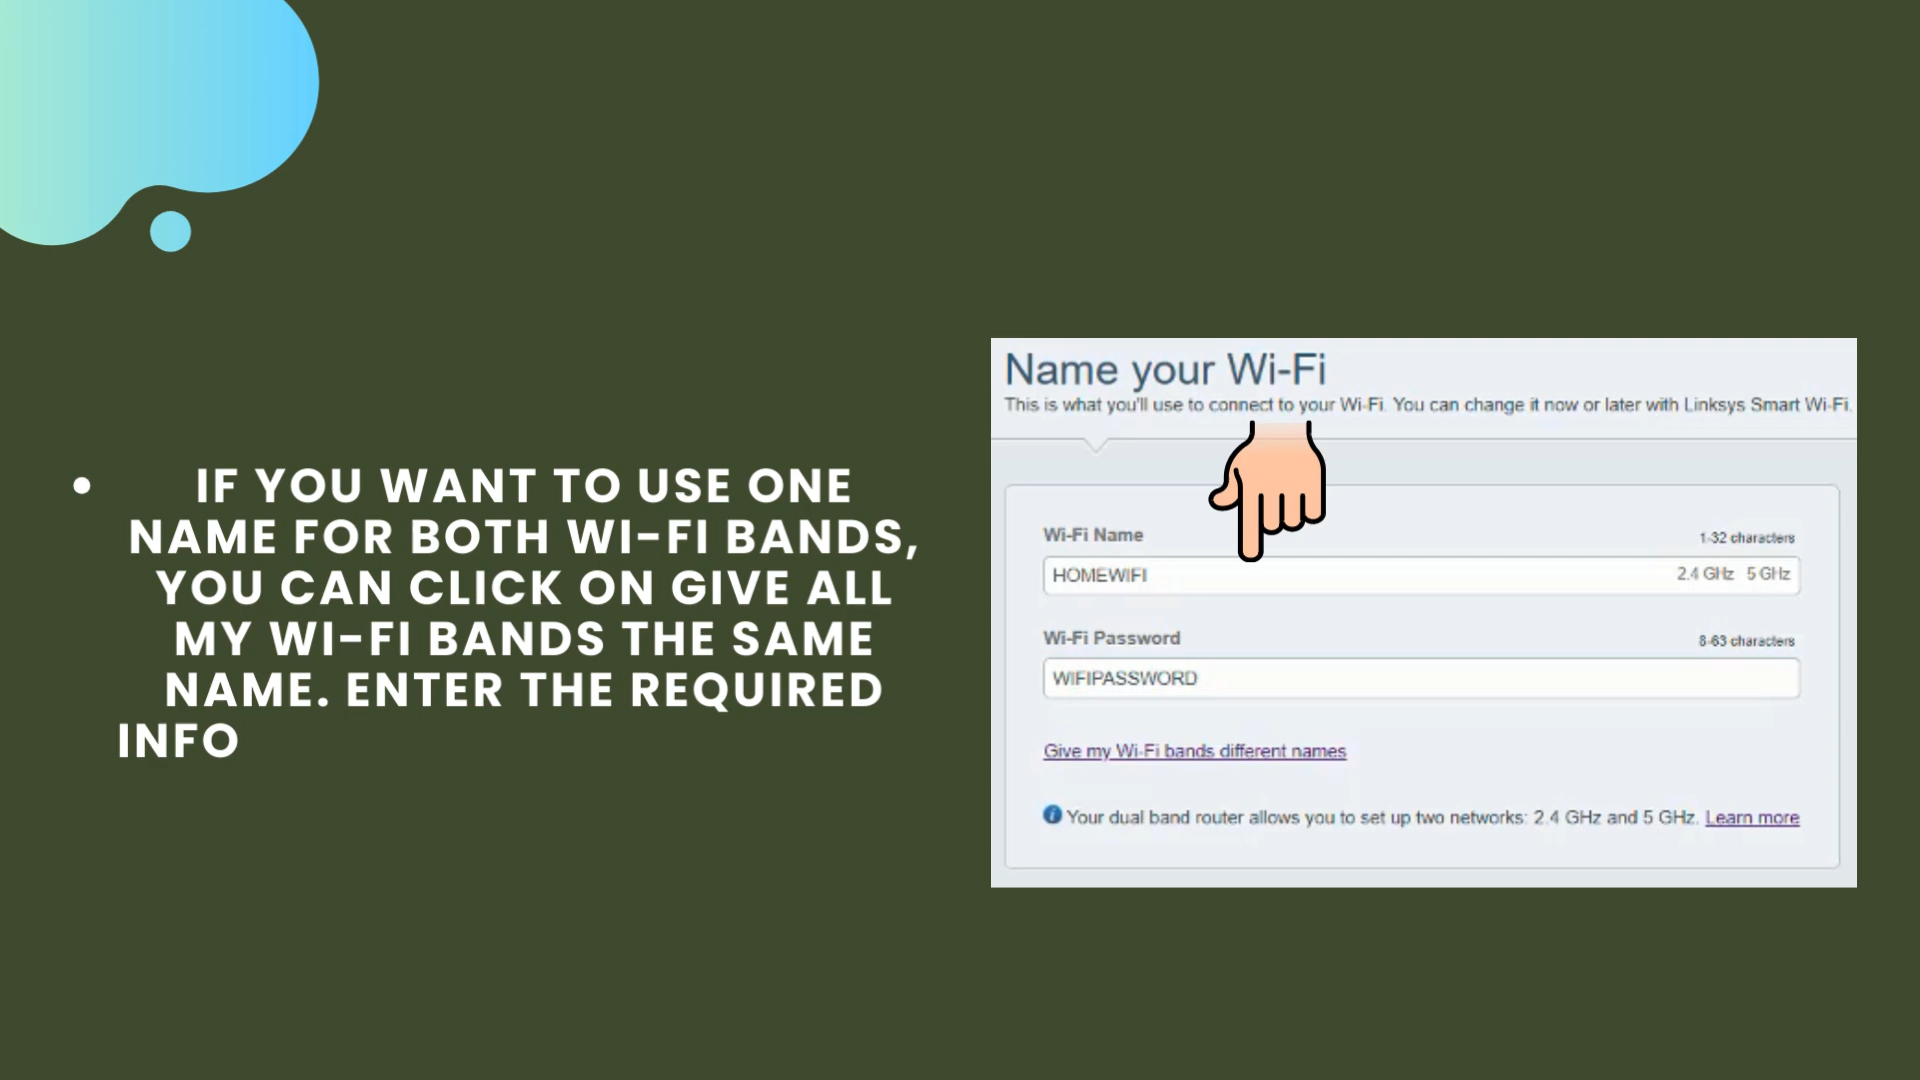 • IF YOU WANT TO USE ONE
NAME FOR BOTH WI-FI BANDS,
YOU CAN CLICK ON GIVE ALL
MY WI-FI BANDS THE SAME
NAME. ENTER THE REQUIRED
INFO
Name your Wi-Fi
This is what you'll use to connect to your Wi-Fi. You can change it now or later with Linksys Smart Wi-Fi.
Wi-Fi Name 1-32 characters
HOMEWIFI 2.4 GHz 5 GHz
Wi-Fi Password 8-63 characters
WIFIPASSWORD
Give my Wi-Fi bands different names
Your dual band router allows you to set up two networks: 2.4 GHz and 5 GHz. Learn more